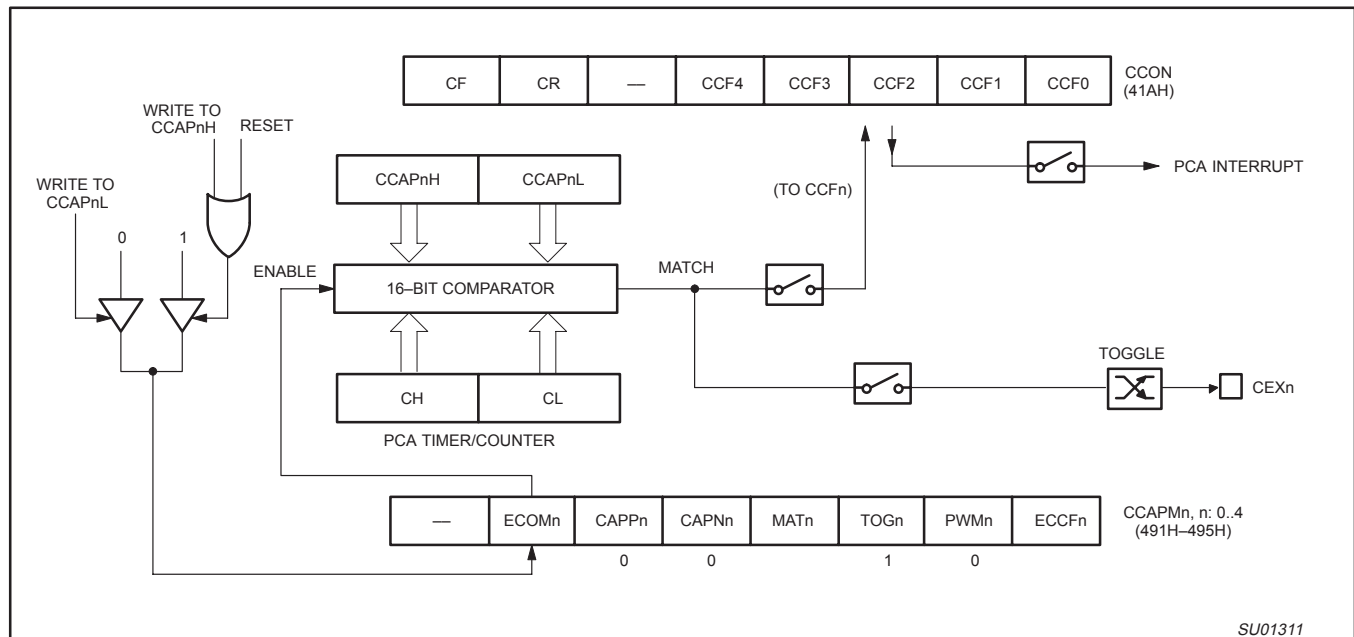 CF CR — CCF4 CCF3 CCF2 CCF1 CCF0
CCON
(41AH)
WRITE TO
CCAPnH
RESET
WRITE TO
CCAPnL
0 1
CCAPnH CCAPnL
(TO CCFn)
PCA INTERRUPT
ENABLE
16–BIT COMPARATOR
MATCH
TOGGLE
CH CL
CEXn
PCA TIMER/COUNTER
— ECOMn CAPPn CAPNn MATn TOGn PWMn ECCFn
CCAPMn, n: 0..4
(491H–495H)
0 0 1 0
SU01311